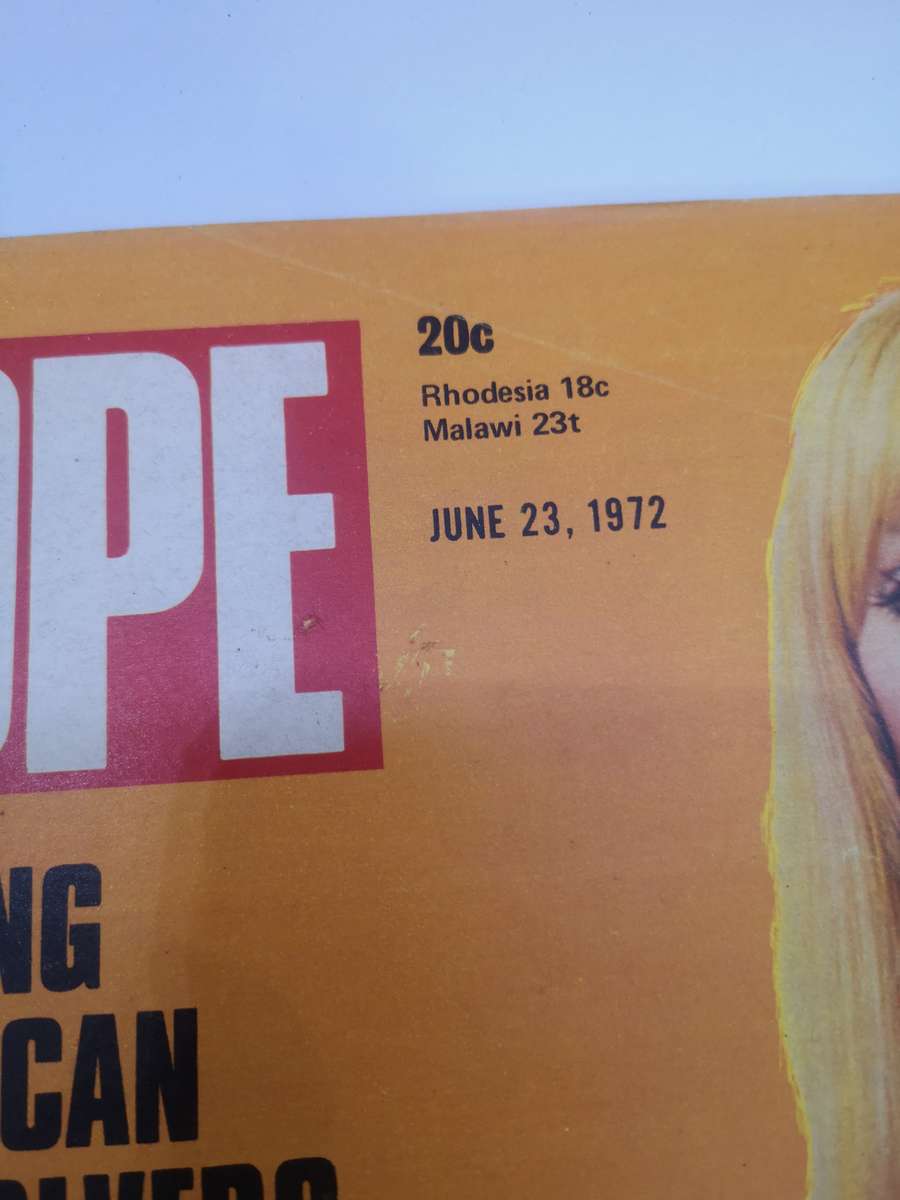 OPE
20c
Rhodesia 18c
Malawi 23t
JUNE 23, 1972
NG
CAN